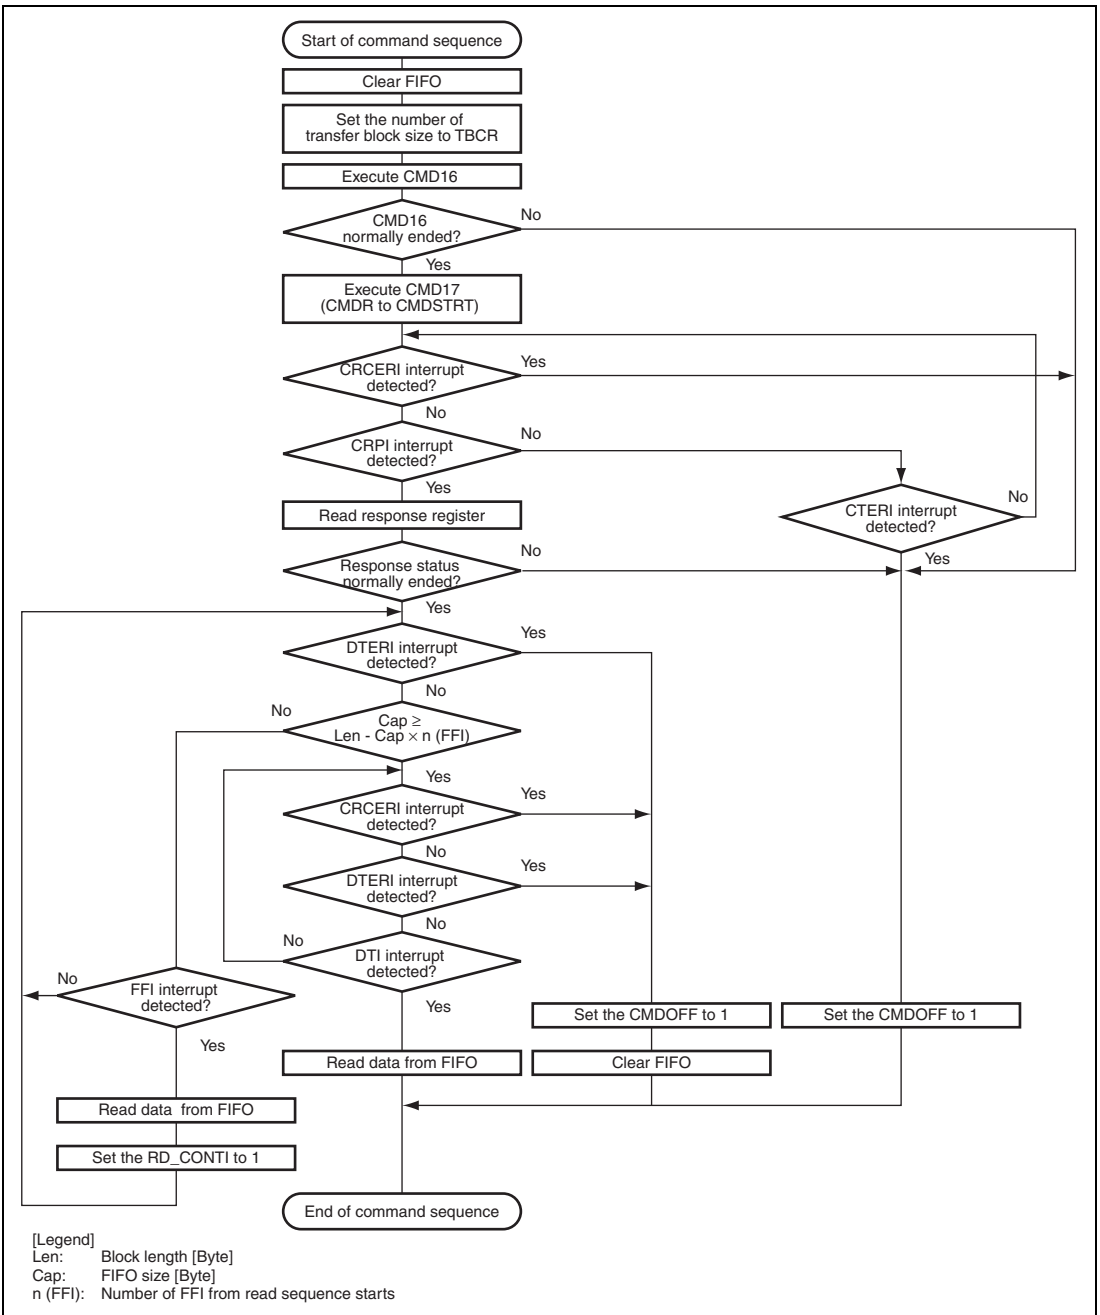 Start of command sequence
Clear FIFO
Set the number of
transfer block size to TBCR
Execute CMD16
CMD16
normally ended?
No
Yes
Execute CMD17
(CMDR to CMDSTRT)
CRCERI interrupt
detected?
Yes
No
CRPI interrupt
detected?
No
Yes
CTERI interrupt
detected?
No
Yes
Read response register
Response status
normally ended?
No
Yes
DTERI interrupt
detected?
Yes
No
Cap ≥
Len - Cap × n (FFI)
No
Yes
CRCERI interrupt
detected?
Yes
No
DTERI interrupt
detected?
Yes
No
DTI interrupt
detected?
No
Yes
FFI interrupt
detected?
No
Yes
Set the CMDOFF to 1
Set the CMDOFF to 1
Read data from FIFO
Clear FIFO
Read data from FIFO
Set the RD_CONTI to 1
End of command sequence
[Legend]
Len: Block length [Byte]
Cap: FIFO size [Byte]
n (FFI): Number of FFI from read sequence starts